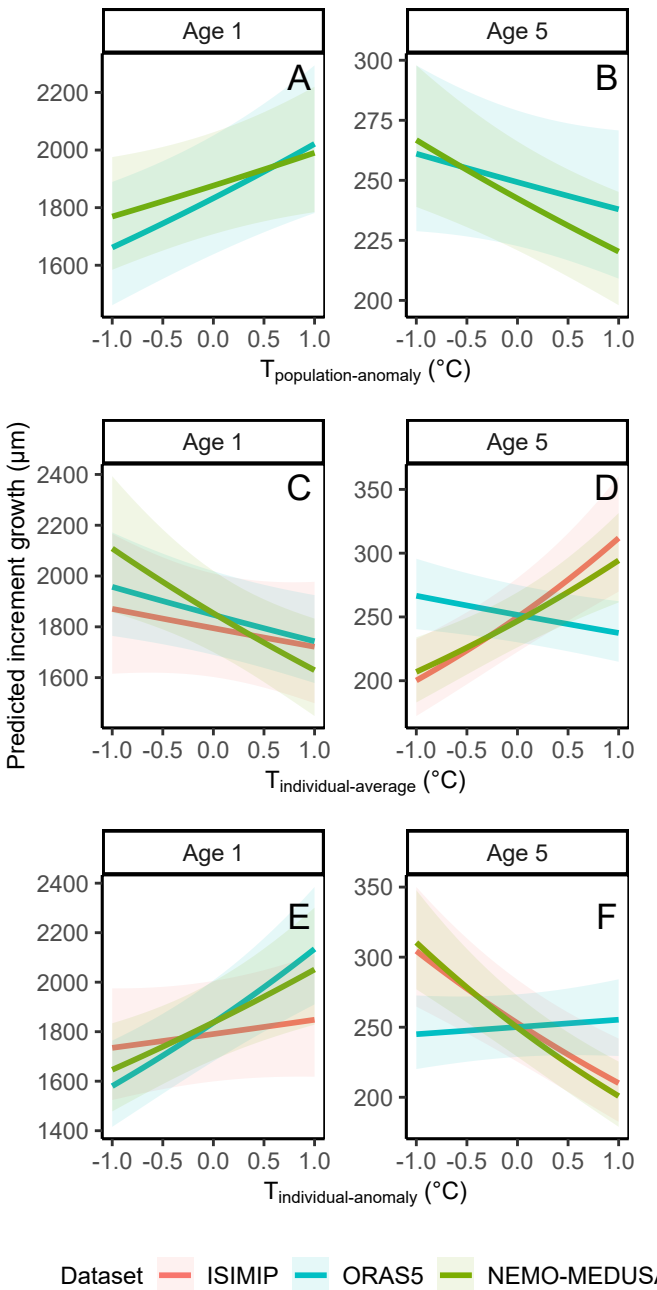 Age 1
Age 5
A
B
2200
2000
1800
1600
300
275
250
225
200
-1.0 -0.5 0.0 0.5 1.0
-1.0 -0.5 0.0 0.5 1.0
Tpopulation-anomaly (°C)
Predicted increment growth (µm)
Age 1
Age 5
C
D
2400
2200
2000
1800
1600
350
300
250
200
-1.0 -0.5 0.0 0.5 1.0
-1.0 -0.5 0.0 0.5 1.0
Tindividual-average (°C)
Age 1
Age 5
E
F
2400
2200
2000
1800
1600
1400
350
300
250
200
-1.0 -0.5 0.0 0.5 1.0
-1.0 -0.5 0.0 0.5 1.0
Tindividual-anomaly (°C)
Dataset ISIMIP ORAS5 NEMO-MEDUSA